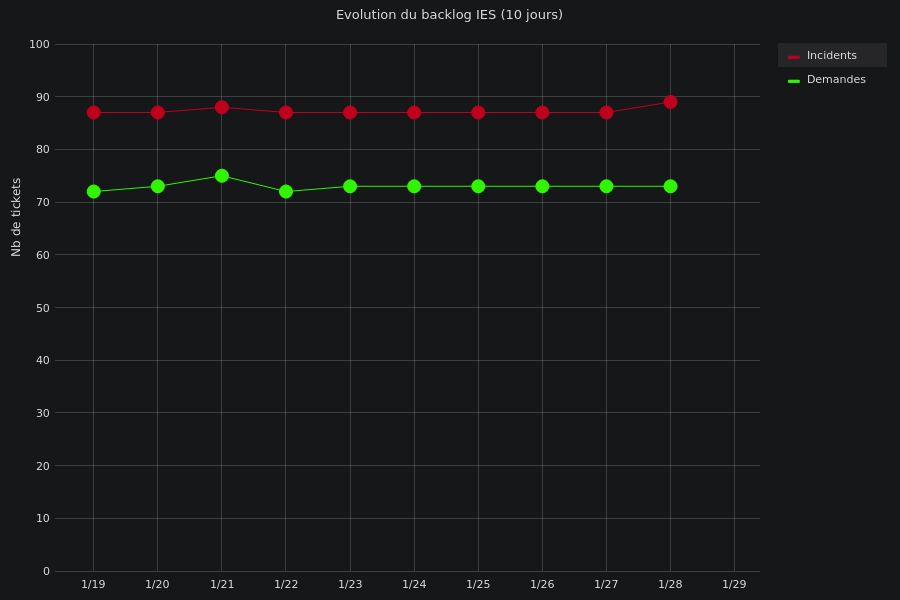 Evolution du backlog IES (10 jours)
Incidents
Demandes
Nb de tickets
100
90
80
70
60
50
40
30
20
10
0
1/19 1/20 1/21 1/22 1/23 1/24 1/25 1/26 1/27 1/28 1/29